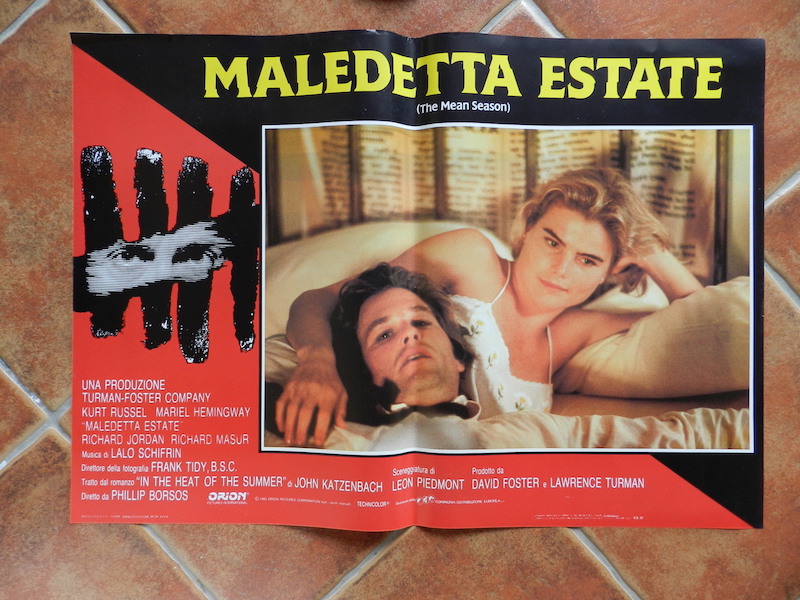 MALEDETTA ESTATE
(The Mean Season)
UNA PRODUZIONE
TURMAN-FOSTER COMPANY
KURT RUSSEL MARIEL HEMINGWAY
"MALEDETTA ESTATE"
RICHARD JORDAN RICHARD MASUR
Musica di LALO SCHIFRIN
Direttore della fotografia FRANK TIDY, B.S.C.
Tratto dal romanzo "IN THE HEAT OF THE SUMMER" di JOHN KATZENBACH
Diretto da PHILLIP BORSOS
ORION
PICTURES INTERNATIONAL
TECHNICOLOR
Sceneggiatura di
LEON PIEDMONT
Prodotto da
DAVID FOSTER e LAWRENCE TURMAN